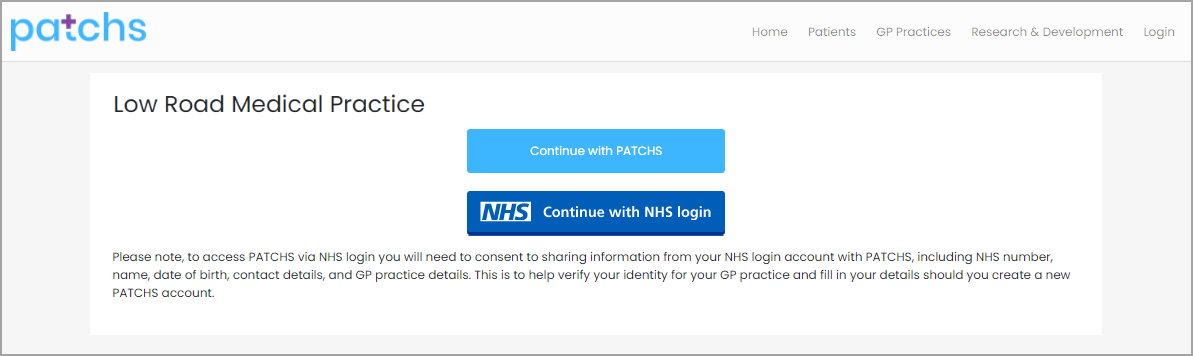 patchs
Home Patients GP Practices Research & Development Login
Low Road Medical Practice
Continue with PATCHS
NHS Continue with NHS login
Please note, to access PATCHS via NHS login you will need to consent to sharing information from your NHS login account with PATCHS, including NHS number,
name, date of birth, contact details, and GP practice details. This is to help verify your identity for your GP practice and fill in your details should you create a new
PATCHS account.